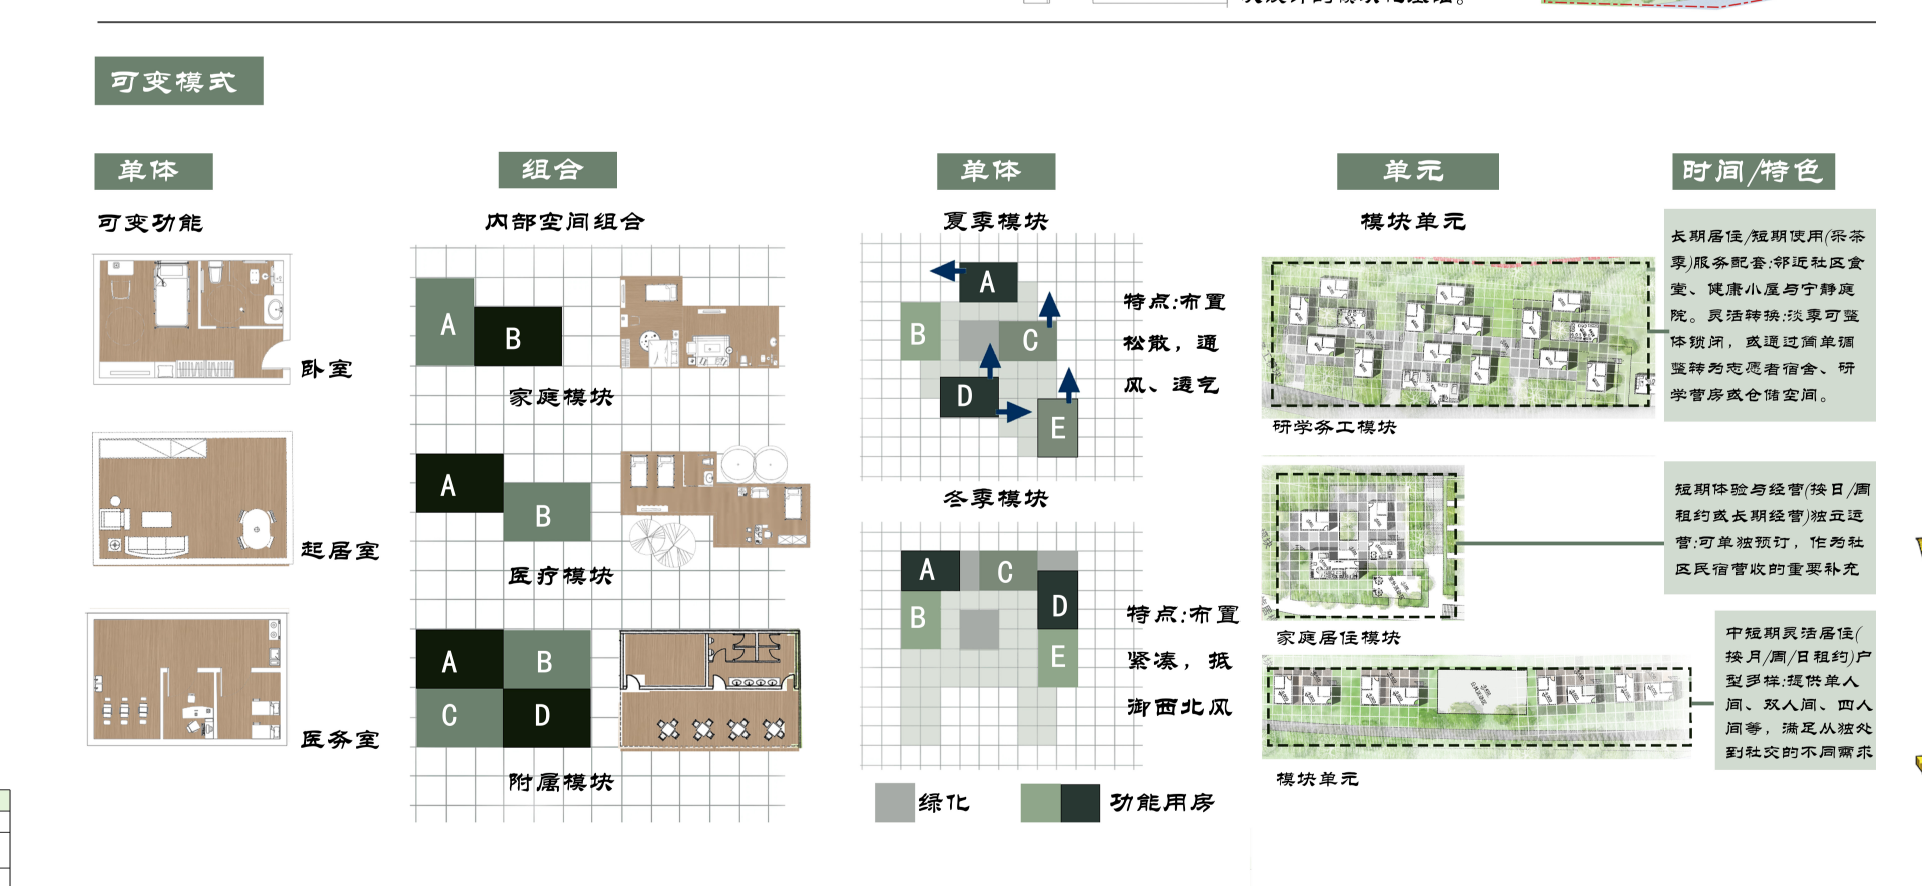 可变模式
单体
组合
单体
单元
时间/特色
可变功能
内部空间组合
夏季模块
模块单元
卧室
起居室
医务室
A
B
家庭模块
A
B
医疗模块
A
B
C
D
附属模块
A
B
C
D
E
特点:布置
松散，通
风、透气
冬季模块
A
C
B
D
E
特点:布置
紧凑，抵
御西北风
绿化
功能用房
研学务工模块
家庭居住模块
模块单元
长期居住/短期使用(采茶
季)服务配套:邻近社区食
堂、健康小屋与宁静庭
院。灵活转换:淡季可整
体锁闭，或通过简单调
整转为志愿者宿舍、研
学营房或仓储空间。
短期体验与经营(按日/周
租约或长期经营)独立运
营:可单独预订，作为社
区民宿营收的重要补充
中短期灵活居住(
按月/周/日租约)户
型多样:提供单人
间、双人间、四人
间等，满足从独处
到社交的不同需求